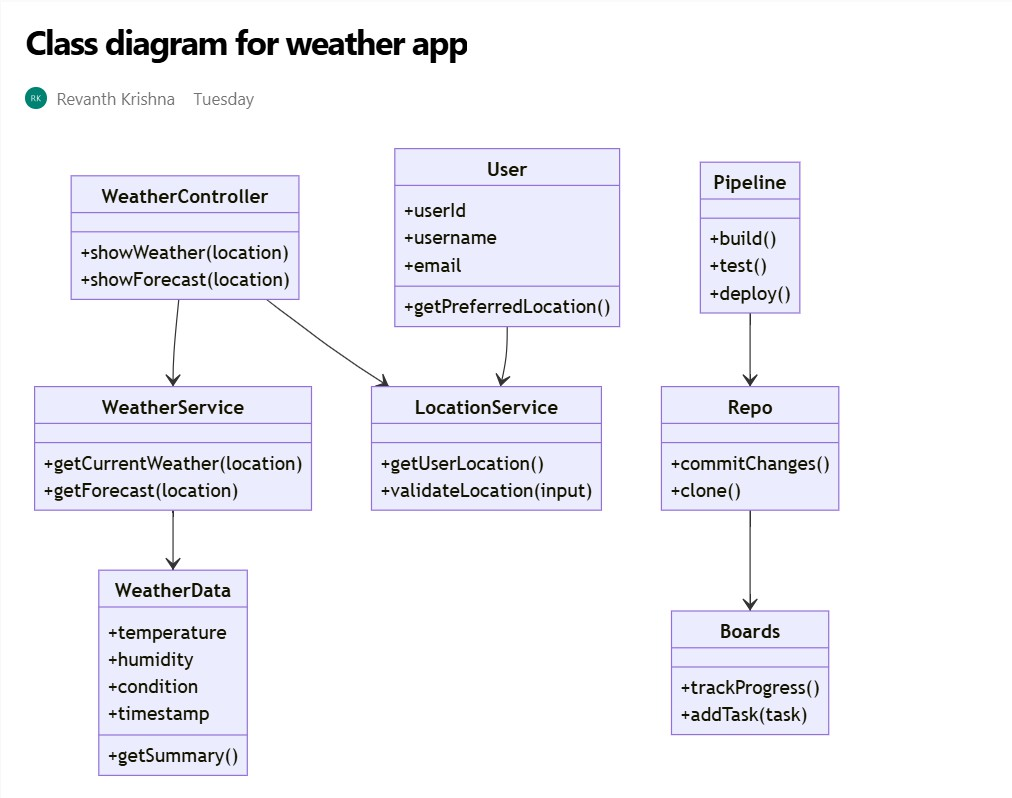 Class diagram for weather app
RK Revanth Krishna Tuesday
WeatherController
+showWeather(location)
+showForecast(location)
User
+userId
+username
+email
+getPreferredLocation()
Pipeline
+build()
+test()
+deploy()
WeatherService
+getCurrentWeather(location)
+getForecast(location)
LocationService
+getUserLocation()
+validateLocation(input)
Repo
+commitChanges()
+clone()
WeatherData
+temperature
+humidity
+condition
+timestamp
+getSummary()
Boards
+trackProgress()
+addTask(task)